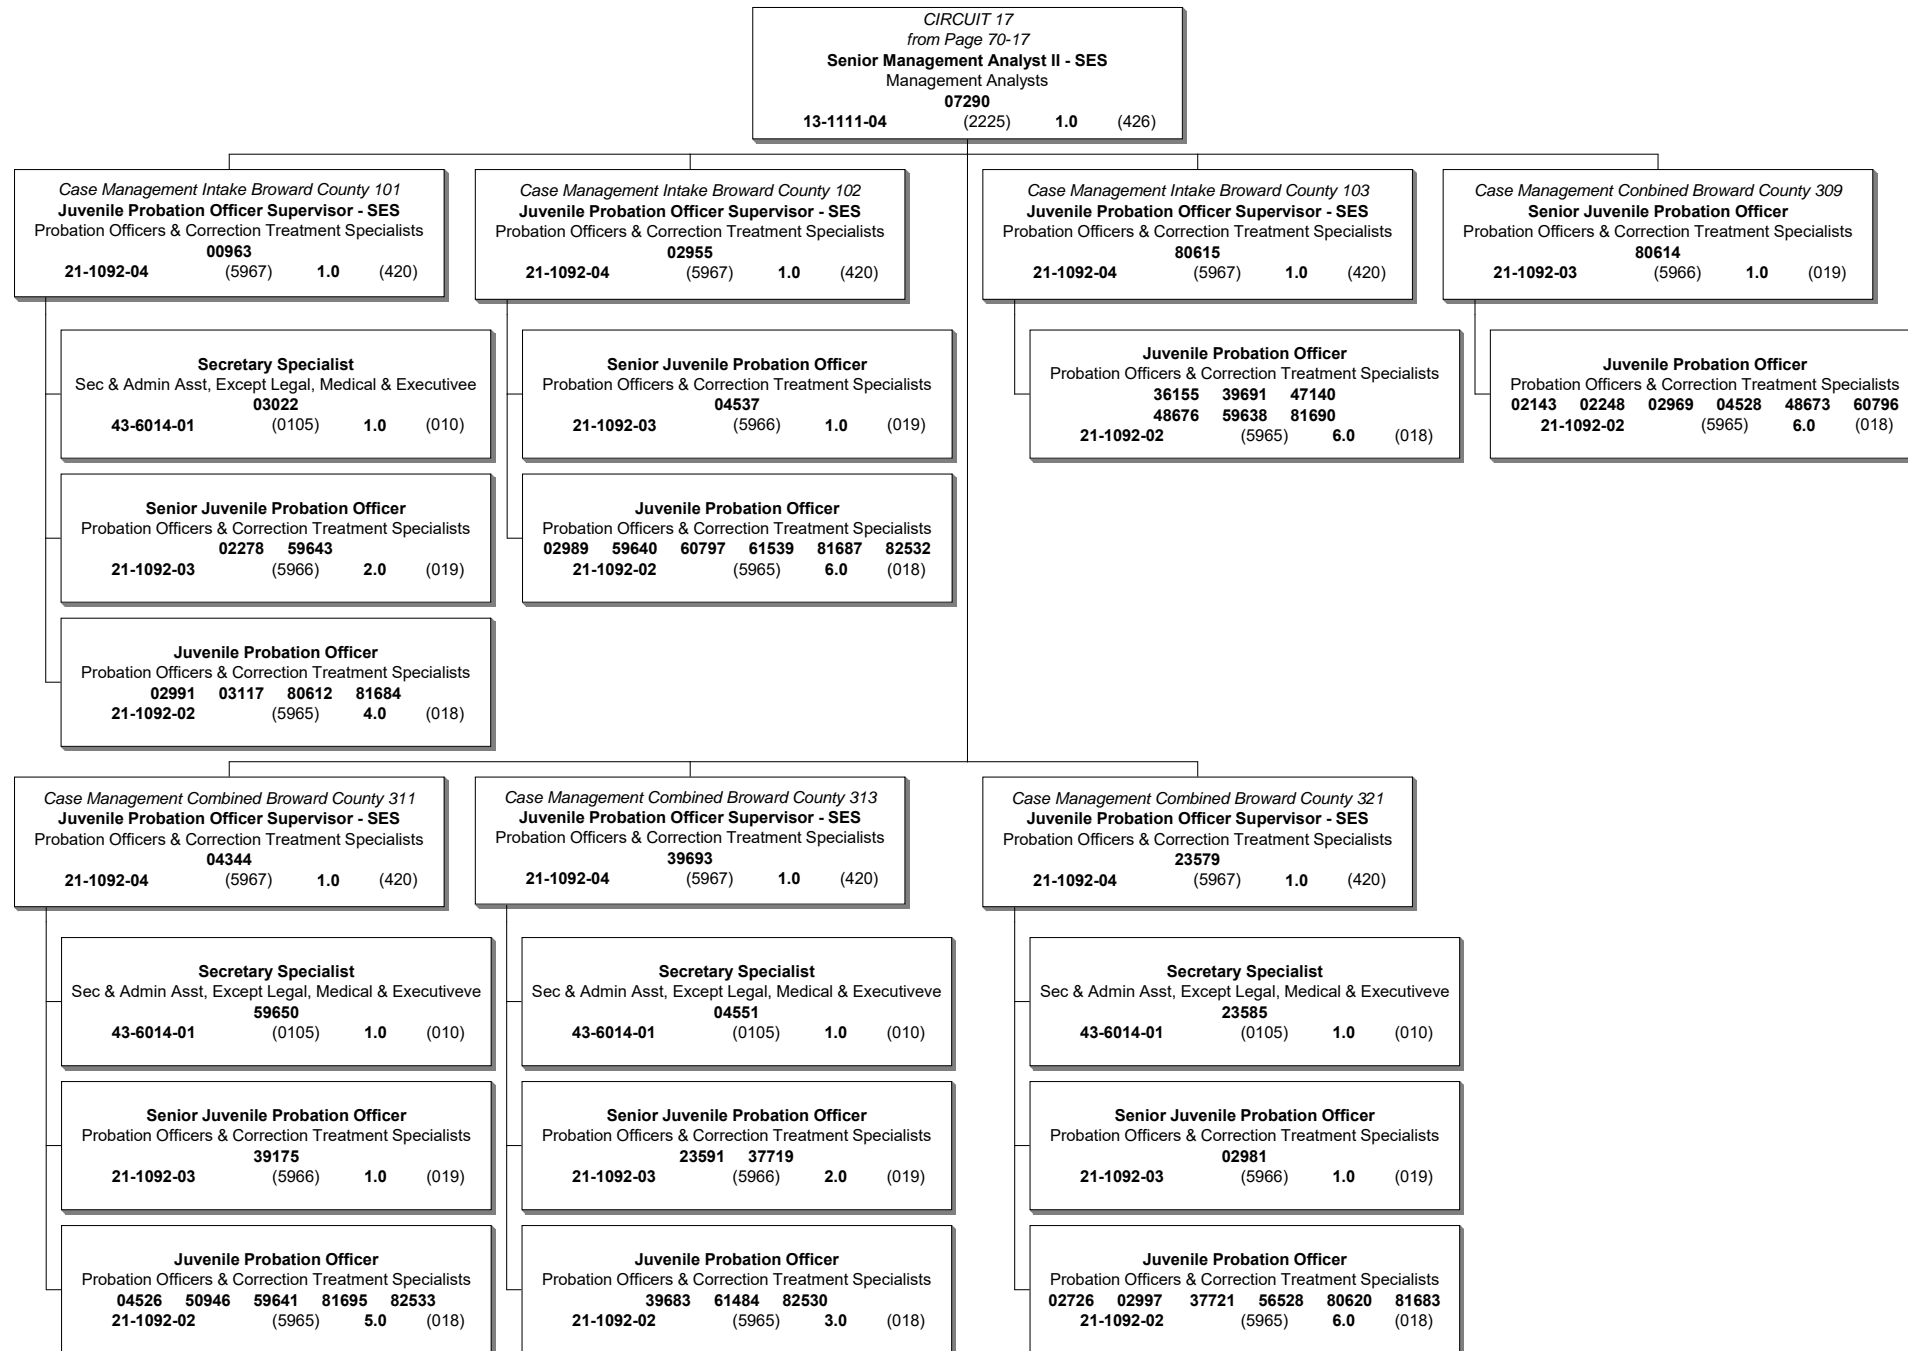 CIRCUIT 17
from Page 70-17
Senior Management Analyst II - SES
Management Analysts
07290
13-1111-04 (2225) 1.0 (426)
Case Management Intake Broward County 101
Juvenile Probation Officer Supervisor - SES
Probation Officers & Correction Treatment Specialists
00963
21-1092-04 (5967) 1.0 (420)
Secretary Specialist
Sec & Admin Asst, Except Legal, Medical & Executivee
03022
43-6014-01 (0105) 1.0 (010)
Senior Juvenile Probation Officer
Probation Officers & Correction Treatment Specialists
02278 59643
21-1092-03 (5966) 2.0 (019)
Juvenile Probation Officer
Probation Officers & Correction Treatment Specialists
02991 03117 80612 81684
21-1092-02 (5965) 4.0 (018)
Case Management Intake Broward County 102
Juvenile Probation Officer Supervisor - SES
Probation Officers & Correction Treatment Specialists
02955
21-1092-04 (5967) 1.0 (420)
Senior Juvenile Probation Officer
Probation Officers & Correction Treatment Specialists
04537
21-1092-03 (5966) 1.0 (019)
Juvenile Probation Officer
Probation Officers & Correction Treatment Specialists
02989 59640 60797 61539 81687 82532
21-1092-02 (5965) 6.0 (018)
Case Management Intake Broward County 103
Juvenile Probation Officer Supervisor - SES
Probation Officers & Correction Treatment Specialists
80615
21-1092-04 (5967) 1.0 (420)
Juvenile Probation Officer
Probation Officers & Correction Treatment Specialists
36155 39691 47140
48676 59638 81690
21-1092-02 (5965) 6.0 (018)
Case Management Combined Broward County 309
Senior Juvenile Probation Officer
Probation Officers & Correction Treatment Specialists
80614
21-1092-03 (5966) 1.0 (019)
Juvenile Probation Officer
Probation Officers & Correction Treatment Specialists
02143 02248 02969 04528 48673 60796
21-1092-02 (5965) 6.0 (018)
Case Management Combined Broward County 311
Juvenile Probation Officer Supervisor - SES
Probation Officers & Correction Treatment Specialists
04344
21-1092-04 (5967) 1.0 (420)
Secretary Specialist
Sec & Admin Asst, Except Legal, Medical & Executiveve
59650
43-6014-01 (0105) 1.0 (010)
Senior Juvenile Probation Officer
Probation Officers & Correction Treatment Specialists
39175
21-1092-03 (5966) 1.0 (019)
Juvenile Probation Officer
Probation Officers & Correction Treatment Specialists
04526 50946 59641 81695 82533
21-1092-02 (5965) 5.0 (018)
Case Management Combined Broward County 313
Juvenile Probation Officer Supervisor - SES
Probation Officers & Correction Treatment Specialists
39693
21-1092-04 (5967) 1.0 (420)
Secretary Specialist
Sec & Admin Asst, Except Legal, Medical & Executiveve
04551
43-6014-01 (0105) 1.0 (010)
Senior Juvenile Probation Officer
Probation Officers & Correction Treatment Specialists
23591 37719
21-1092-03 (5966) 2.0 (019)
Juvenile Probation Officer
Probation Officers & Correction Treatment Specialists
39683 61484 82530
21-1092-02 (5965) 3.0 (018)
Case Management Combined Broward County 321
Juvenile Probation Officer Supervisor - SES
Probation Officers & Correction Treatment Specialists
23579
21-1092-04 (5967) 1.0 (420)
Secretary Specialist
Sec & Admin Asst, Except Legal, Medical & Executiveve
23585
43-6014-01 (0105) 1.0 (010)
Senior Juvenile Probation Officer
Probation Officers & Correction Treatment Specialists
02981
21-1092-03 (5966) 1.0 (019)
Juvenile Probation Officer
Probation Officers & Correction Treatment Specialists
02726 02997 37721 56528 80620 81683
21-1092-02 (5965) 6.0 (018)